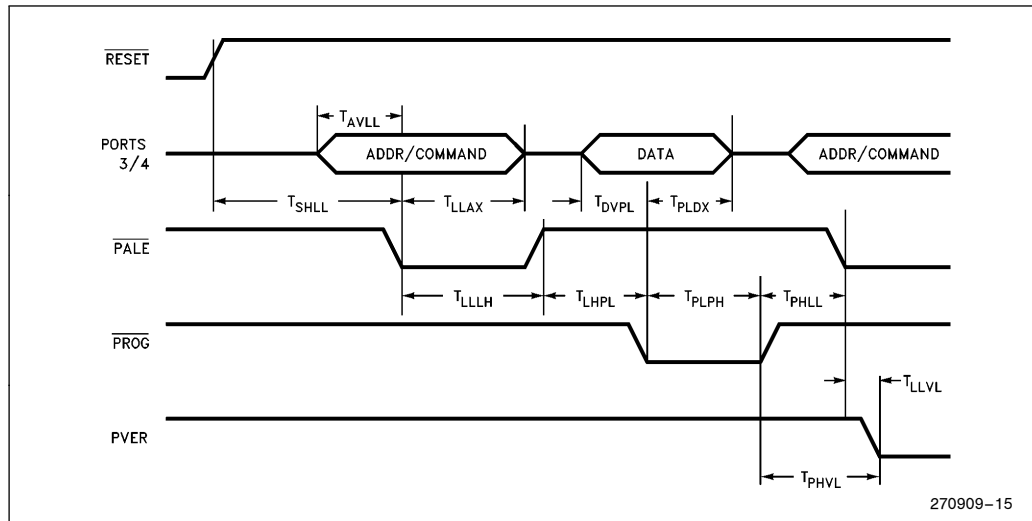 RESET
PORTS 3/4
T_AVLL
ADDR/COMMAND
DATA
ADDR/COMMAND
T_SHLL
T_LLAX
T_DVPL
T_PLDX
PALE
T_LLLH
T_LHPL
T_PLPH
T_PHLL
PROG
T_LLVL
PVER
T_PHVL
270909–15